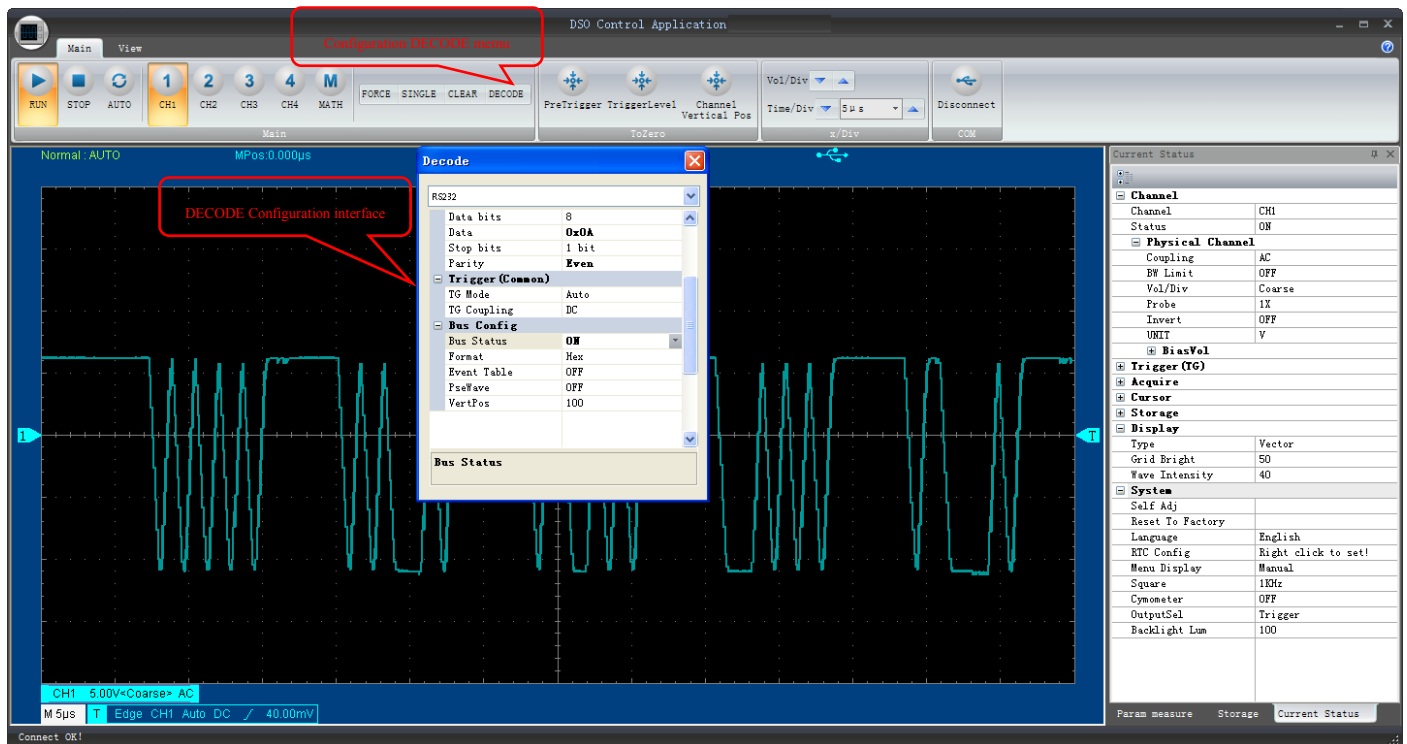 DSO Control Application
Main View
Configuration DECODE menu
RUN STOP AUTO
1 2 3 4 M
CH1 CH2 CH3 CH4 MATH
FORCE SINGLE CLEAR DECODE
Main
PreTrigger TriggerLevel Channel
Vertical Pos
ToZero
Vol/Div
Time/Div 5μs
x/Div
Disconnect
COM
Normal : AUTO MPos:0.000μs
DECODE Configuration interface
Decode
RS232
Data bits 8
Data 0x0A
Stop bits 1 bit
Parity Even
Trigger(Common)
TG Mode Auto
TG Coupling DC
Bus Config
Bus Status ON
Format Hex
Event Table OFF
PseWave OFF
VertPos 100
Bus Status
1
T
CH1 5.00V<Coarse> AC
M 5μs T Edge CH1 Auto DC 40.00mV
Current Status
Channel
Channel CH1
Status ON
Physical Channel
Coupling AC
BW Limit OFF
Vol/Div Coarse
Probe 1X
Invert OFF
UNIT V
BiasVol
Trigger(TG)
Acquire
Cursor
Storage
Display
Type Vector
Grid Bright 50
Wave Intensity 40
System
Self Adj
Reset To Factory
Language English
RTC Config Right click to set!
Menu Display Manual
Square 1KHz
Cymometer OFF
OutputSel Trigger
Backlight Lum 100
Param measure Storage Current Status
Connect OK!